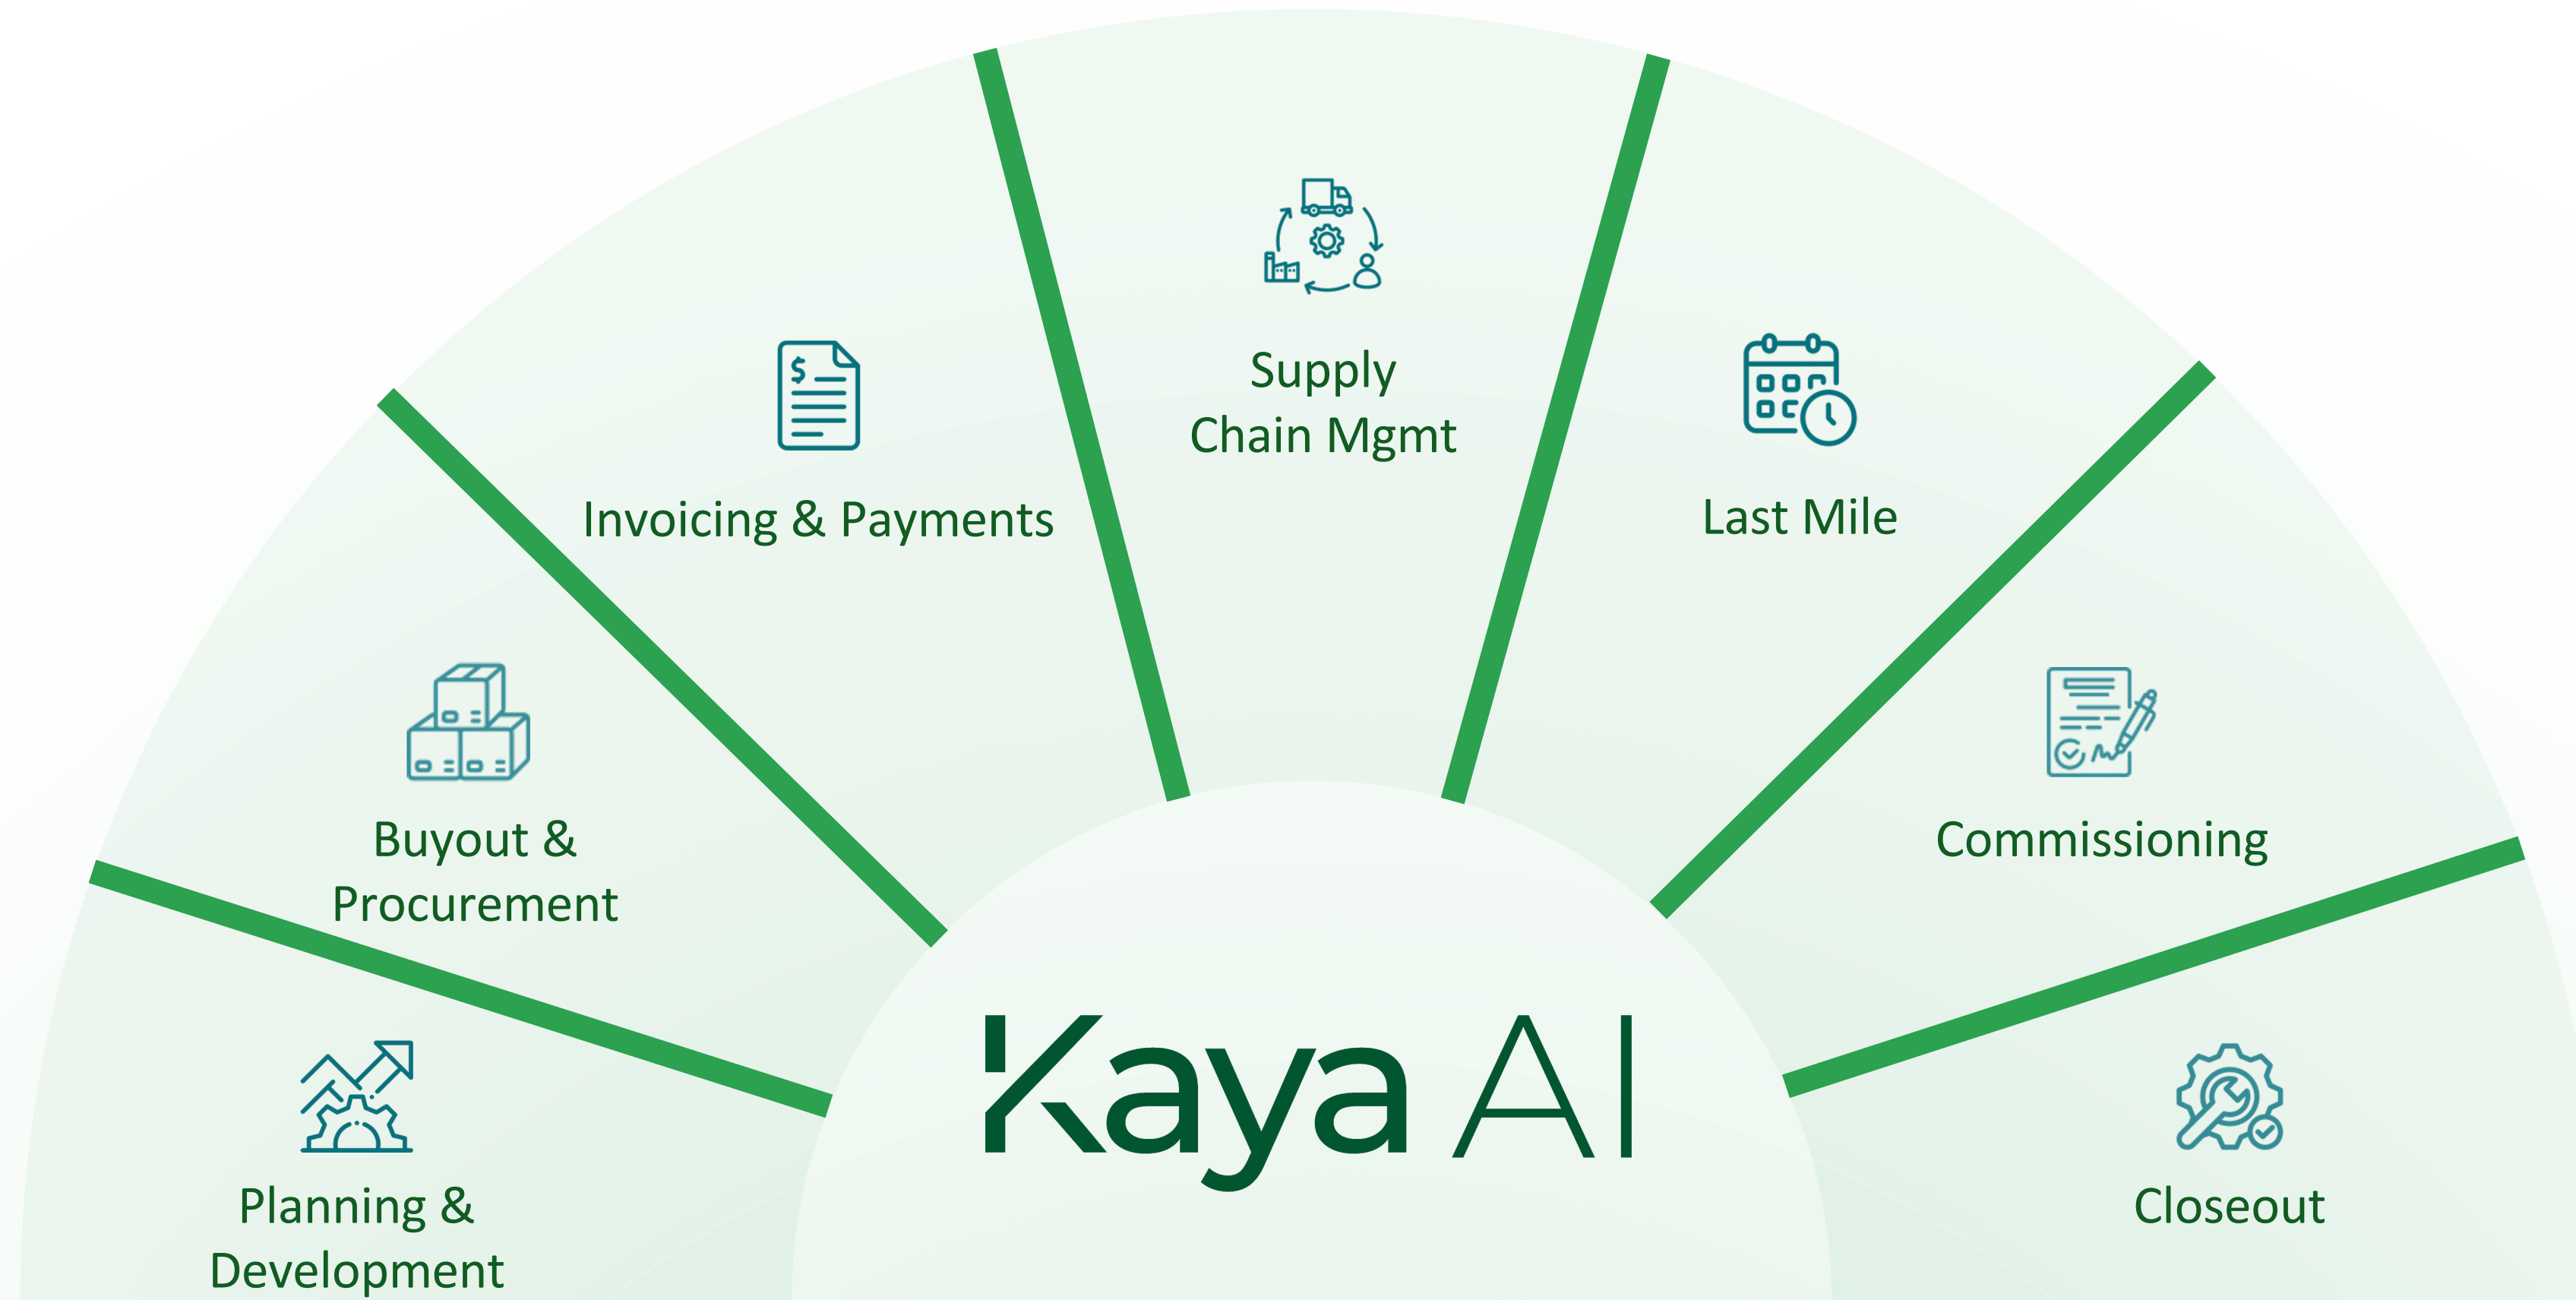 Planning &
Development
Buyout &
Procurement
Invoicing & Payments
$
Supply
Chain Mgmt
Last Mile
Commissioning
Closeout
Kaya AI